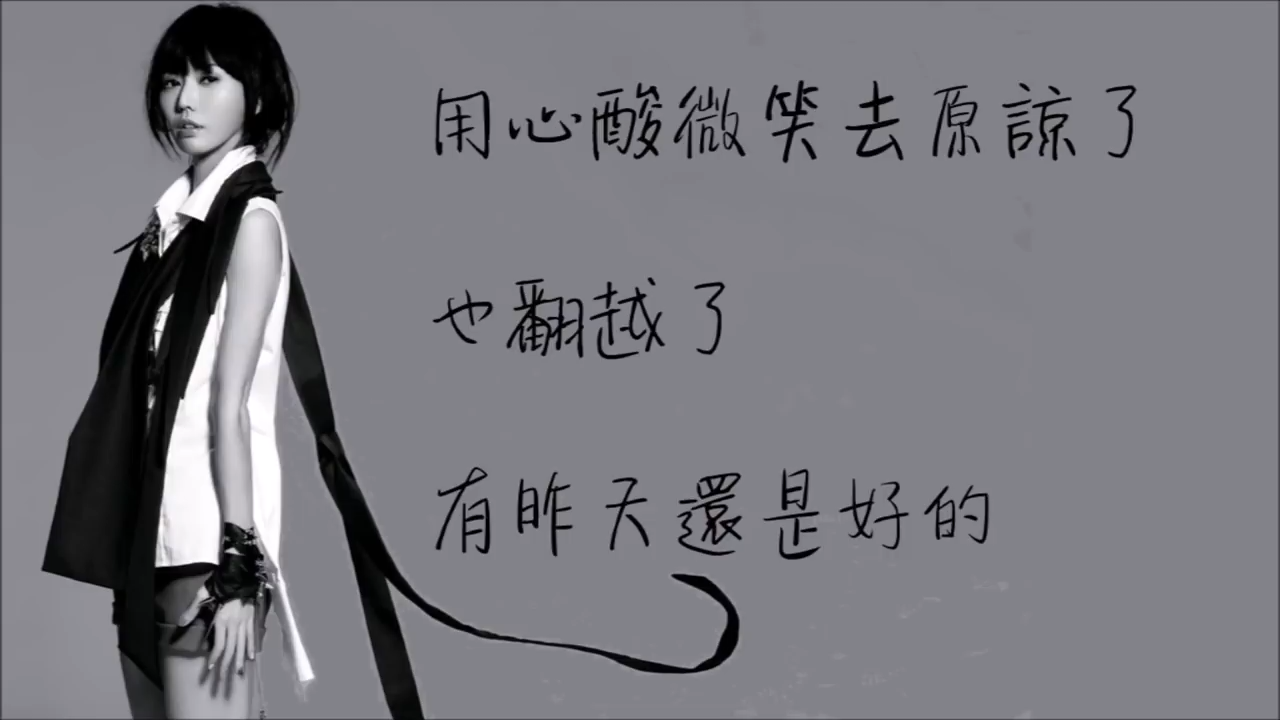 用心酸微笑去原諒了
也翻越了
有昨天還是好的